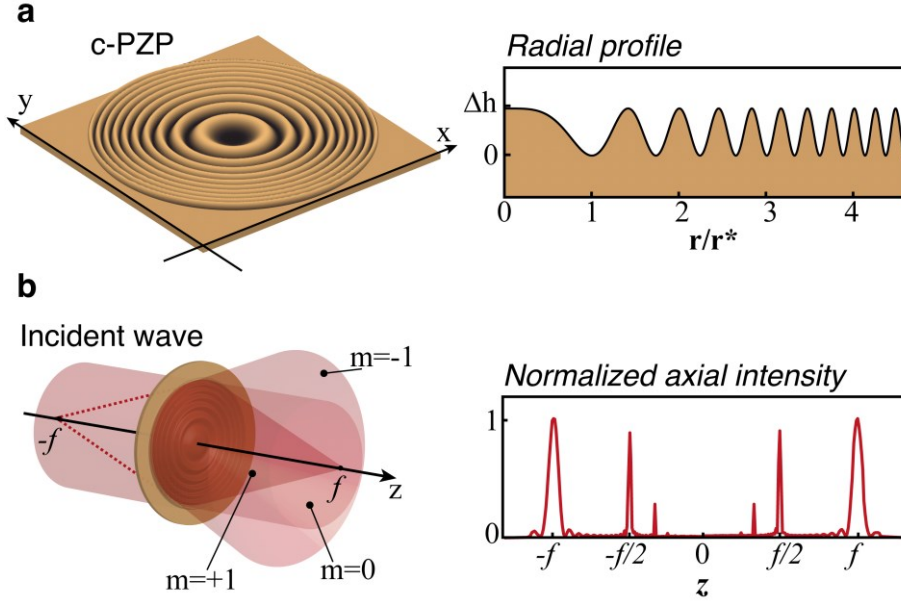 a
c-PZP
y
x
Radial profile
Δh
0
0 1 2 3 4
r/r*
b
Incident wave
m=-1
-f
f
z
m=+1
m=0
Normalized axial intensity
1
0
-f -f/2 0 f/2 f
z